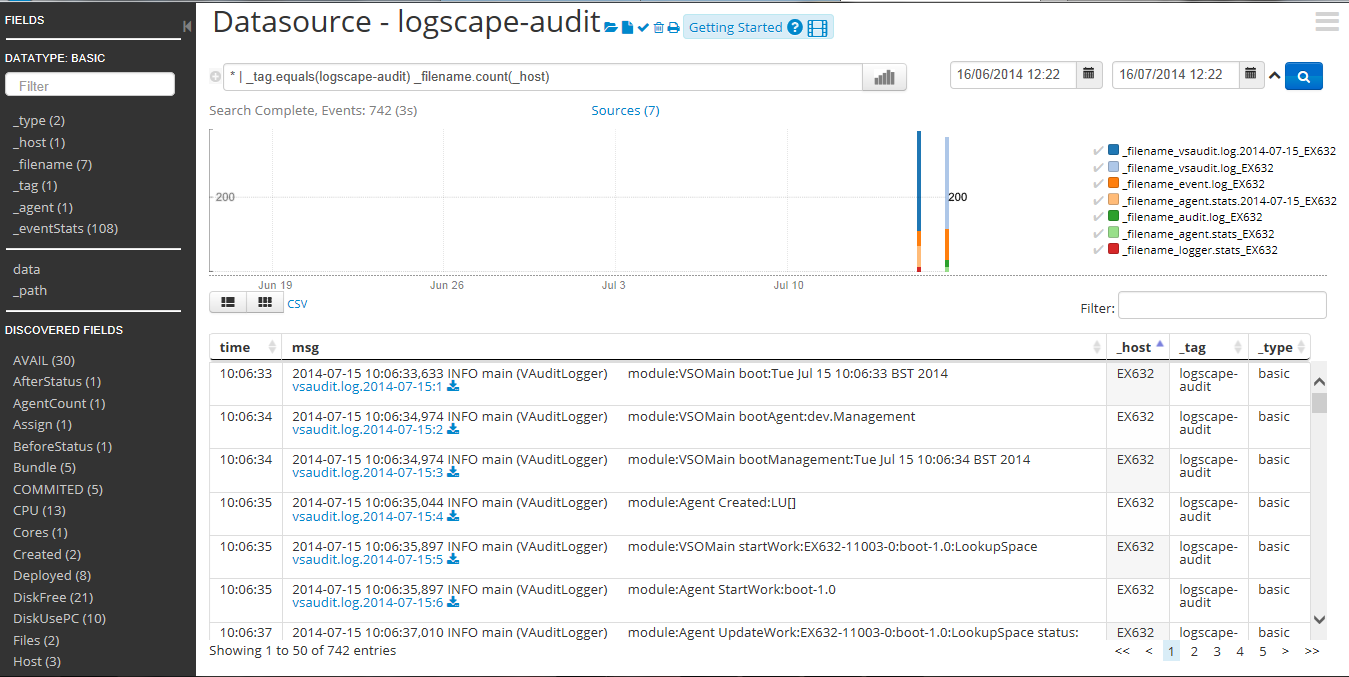 FIELDS
DATATYPE: BASIC
Filter
_type (2)
_host (1)
_filename (7)
_tag (1)
_agent (1)
_eventStats (108)
data
_path
DISCOVERED FIELDS
AVAIL (30)
AfterStatus (1)
AgentCount (1)
Assign (1)
BeforeStatus (1)
Bundle (5)
COMMITED (5)
CPU (13)
Cores (1)
Created (2)
Deployed (8)
DiskFree (21)
DiskUsePC (10)
Files (2)
Host (3)
Datasource - logscape-audit Getting Started ?
* | _tag.equals(logscape-audit) _filename.count(_host) 16/06/2014 12:22 16/07/2014 12:22
Search Complete, Events: 742 (3s) Sources (7)
200 200
Jun 19 Jun 26 Jul 3 Jul 10
_filename_vsaudit.log.2014-07-15_EX632
_filename_vsaudit.log_EX632
_filename_event.log_EX632
_filename_agent.stats.2014-07-15_EX632
_filename_audit.log_EX632
_filename_agent.stats_EX632
_filename_logger.stats_EX632
CSV Filter:
time msg _host _tag _type
10:06:33 2014-07-15 10:06:33,633 INFO main (VAuditLogger) module:VSOMain boot:Tue Jul 15 10:06:33 BST 2014 EX632 logscape- basic
vsaudit.log.2014-07-15:1 audit
10:06:34 2014-07-15 10:06:34,974 INFO main (VAuditLogger) module:VSOMain bootAgent:dev.Management EX632 logscape- basic
vsaudit.log.2014-07-15:2 audit
10:06:34 2014-07-15 10:06:34,974 INFO main (VAuditLogger) module:VSOMain bootManagement:Tue Jul 15 10:06:34 BST 2014 EX632 logscape- basic
vsaudit.log.2014-07-15:3 audit
10:06:35 2014-07-15 10:06:35,044 INFO main (VAuditLogger) module:Agent Created:LU[] EX632 logscape- basic
vsaudit.log.2014-07-15:4 audit
10:06:35 2014-07-15 10:06:35,897 INFO main (VAuditLogger) module:VSOMain startWork:EX632-11003-0:boot-1.0:LookupSpace EX632 logscape- basic
vsaudit.log.2014-07-15:5 audit
10:06:35 2014-07-15 10:06:35,897 INFO main (VAuditLogger) module:Agent StartWork:boot-1.0 EX632 logscape- basic
vsaudit.log.2014-07-15:6 audit
10:06:37 2014-07-15 10:06:37,010 INFO main (VAuditLogger) module:Agent UpdateWork:EX632-11003-0:boot-1.0:LookupSpace status: EX632 logscape- basic
Showing 1 to 50 of 742 entries << < 1 2 3 4 5 > >>